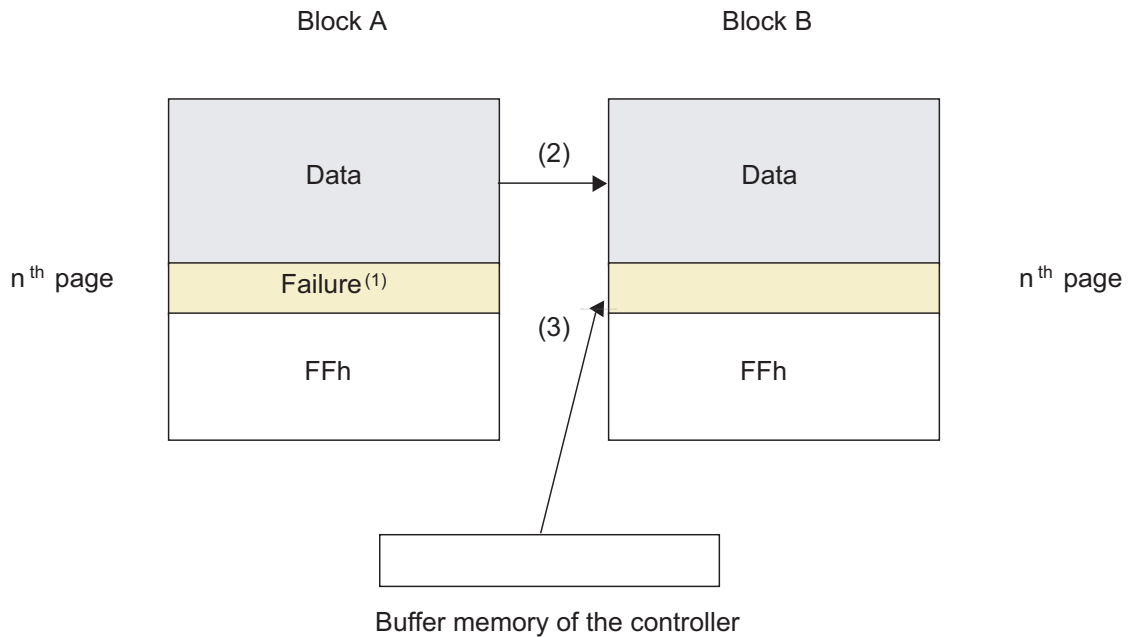 Block A
Block B
Data
(2)
Data
n th page
Failure (1)
n th page
(3)
FFh
FFh
Buffer memory of the controller